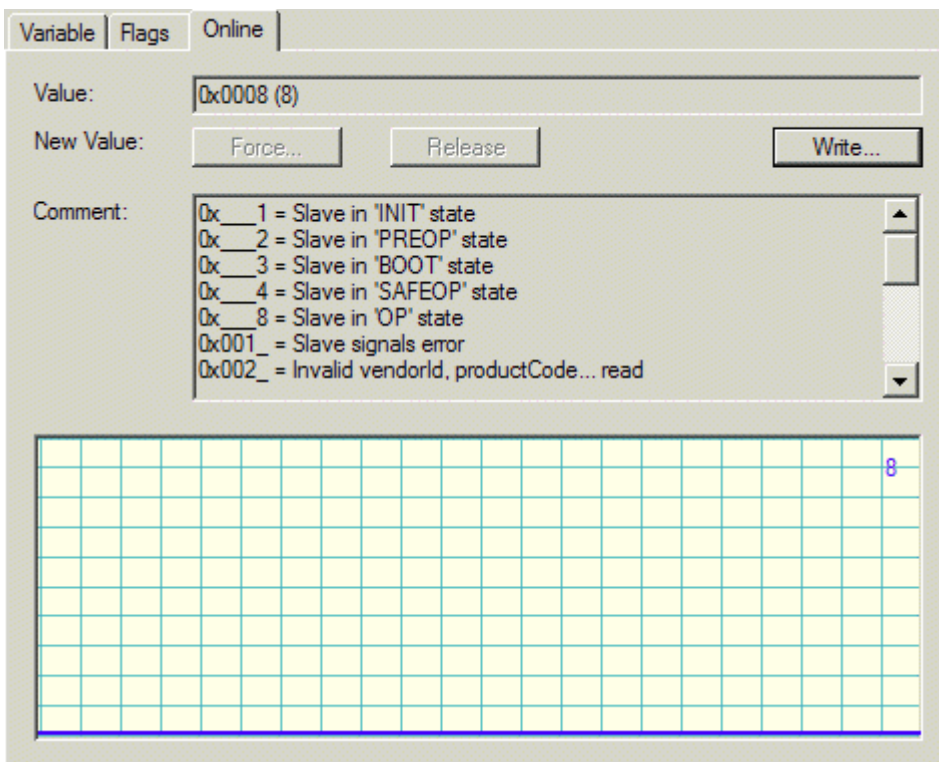 Variable Flags Online
Value: 0x0008 (8)
New Value: Force... Release Write...
Comment: 0x___1 = Slave in 'INIT' state
0x___2 = Slave in 'PREOP' state
0x___3 = Slave in 'BOOT' state
0x___4 = Slave in 'SAFEOP' state
0x___8 = Slave in 'OP' state
0x001_ = Slave signals error
0x002_ = Invalid vendorId, productCode... read
8